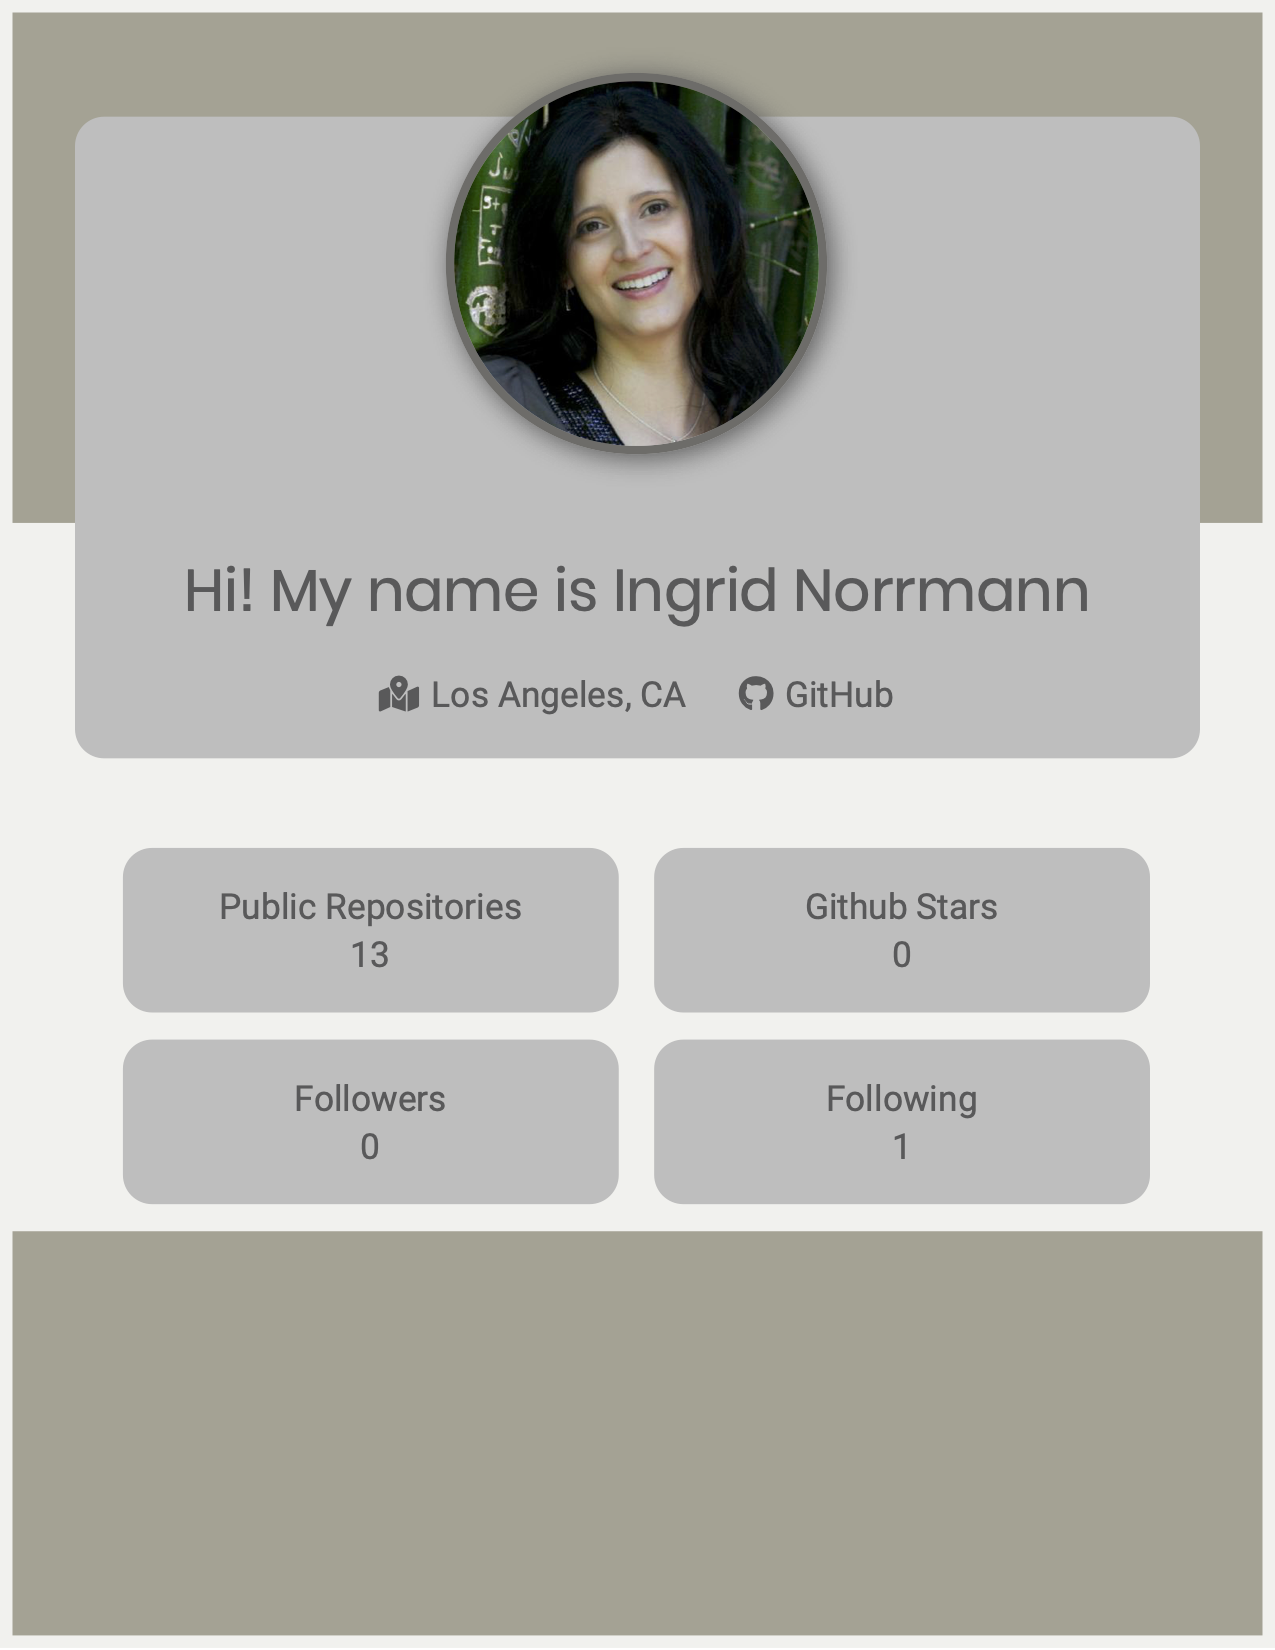 Hi! My name is Ingrid Norrmann
Los Angeles, CA GitHub
Public Repositories
13
Github Stars
0
Followers
0
Following
1